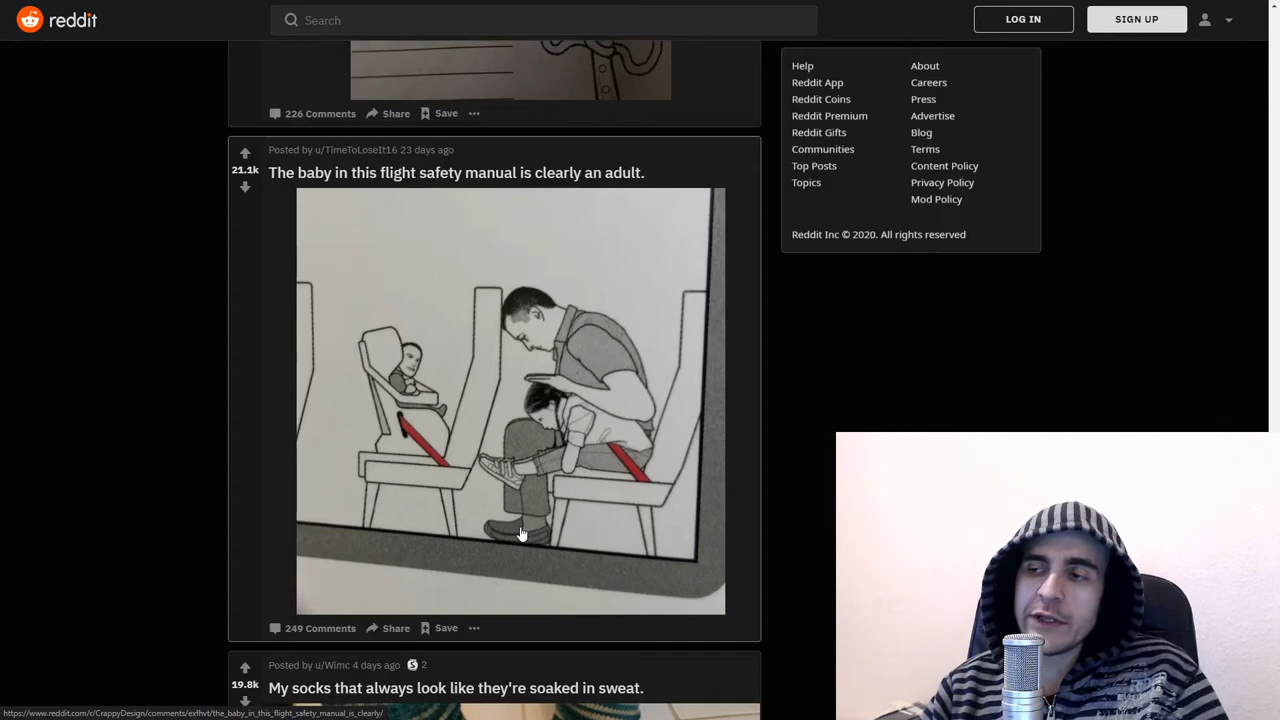 reddit
Search
LOG IN
SIGN UP
226 Comments
Share
Save
Posted by u/TimeToLoseIt16 23 days ago
21.1k
The baby in this flight safety manual is clearly an adult.
249 Comments
Share
Save
Posted by u/Wimc 4 days ago
2
19.8k
My socks that always look like they're soaked in sweat.
https://www.reddit.com/r/CrappyDesign/comments/exfhvt/the_baby_in_this_flight_safety_manual_is_clearly/
Help
About
Reddit App
Careers
Reddit Coins
Press
Reddit Premium
Advertise
Reddit Gifts
Blog
Communities
Terms
Top Posts
Content Policy
Topics
Privacy Policy
Mod Policy
Reddit Inc © 2020. All rights reserved